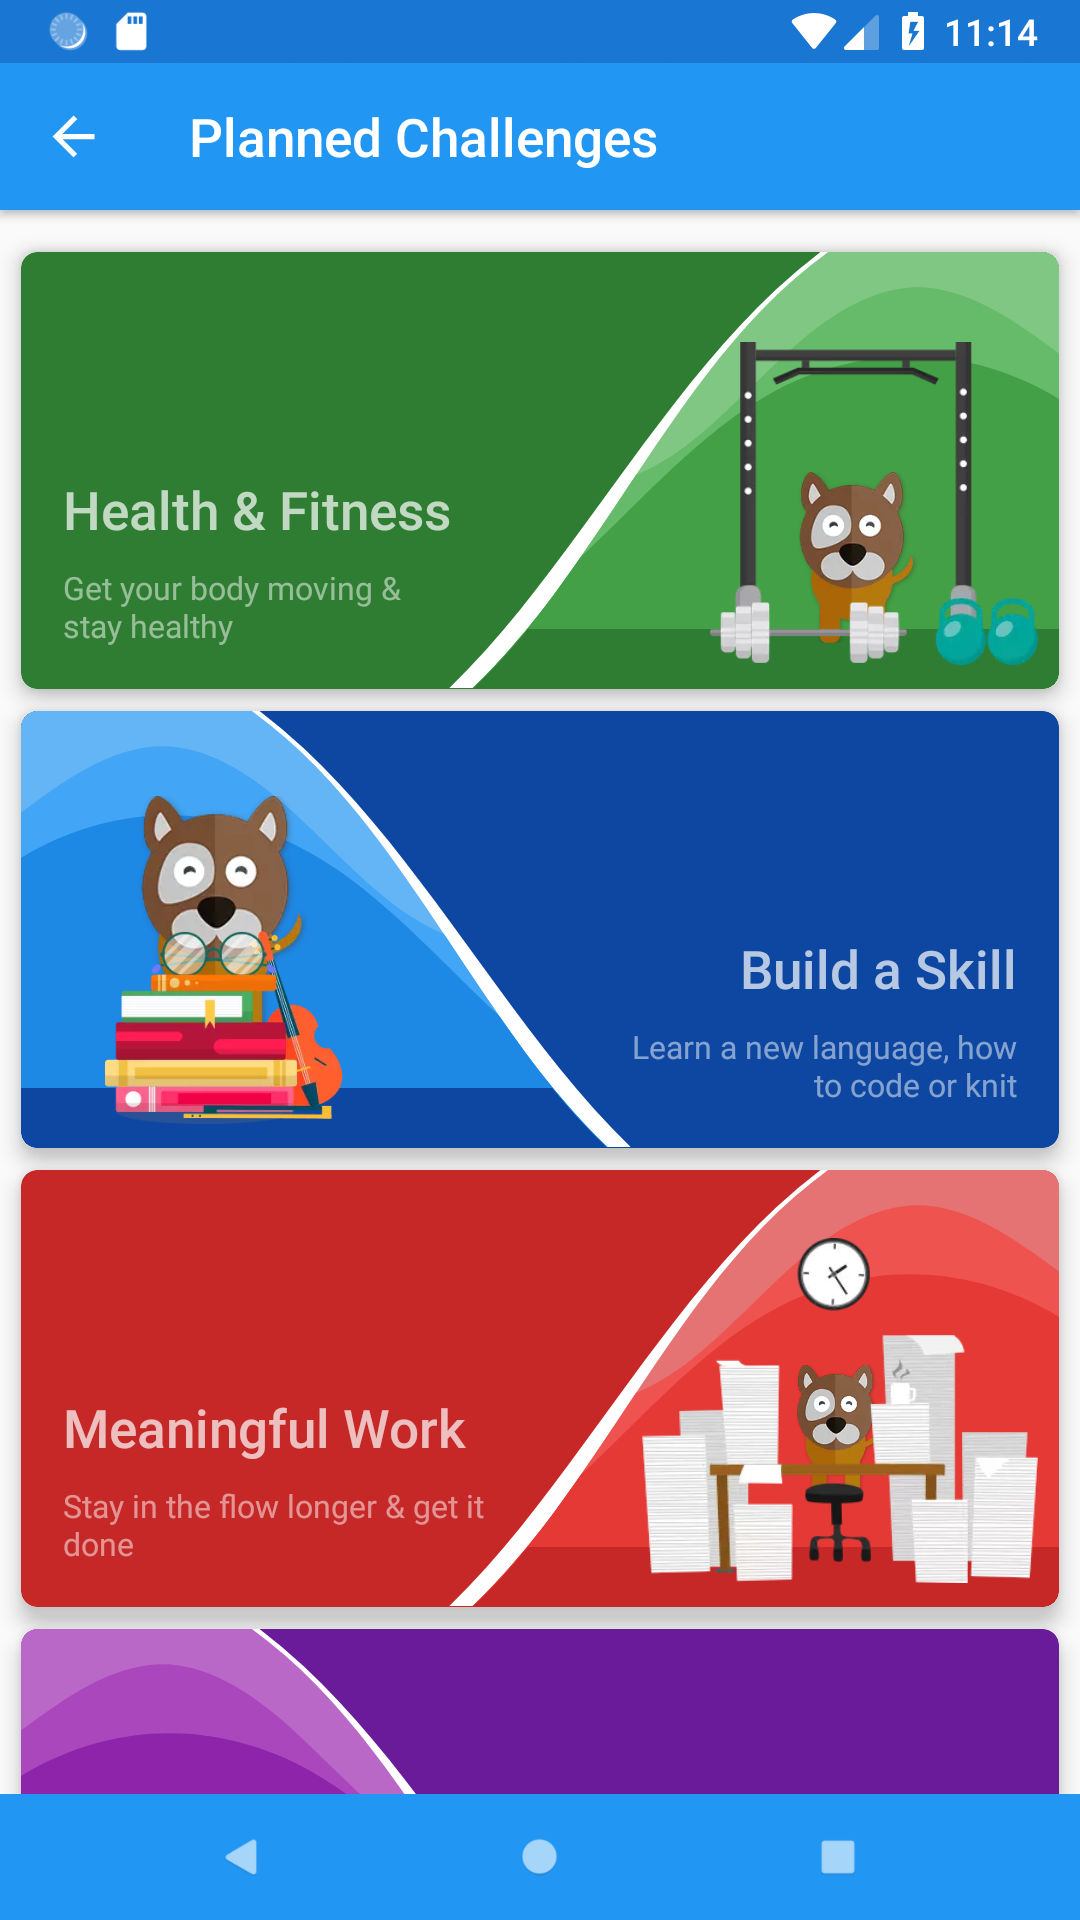 11:14
Planned Challenges
Health & Fitness
Get your body moving &
stay healthy
Build a Skill
Learn a new language, how
to code or knit
Meaningful Work
Stay in the flow longer & get it
done